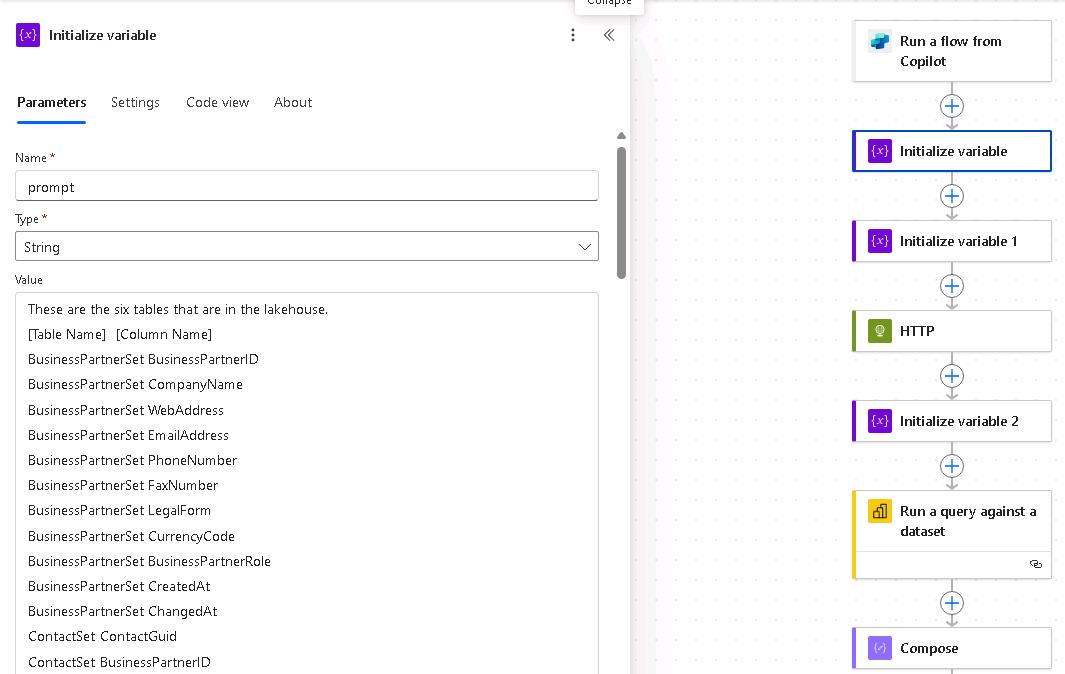 Collapse
Initialize variable
Parameters
Settings
Code view
About
Name *
prompt
Type *
String
Value
These are the six tables that are in the lakehouse.
[Table Name] [Column Name]
BusinessPartnerSet BusinessPartnerID
BusinessPartnerSet CompanyName
BusinessPartnerSet WebAddress
BusinessPartnerSet EmailAddress
BusinessPartnerSet PhoneNumber
BusinessPartnerSet FaxNumber
BusinessPartnerSet LegalForm
BusinessPartnerSet CurrencyCode
BusinessPartnerSet BusinessPartnerRole
BusinessPartnerSet CreatedAt
BusinessPartnerSet ChangedAt
ContactSet ContactGuid
ContactSet BusinessPartnerID
Run a flow from
Copilot
Initialize variable
Initialize variable 1
HTTP
Initialize variable 2
Run a query against a
dataset
Compose